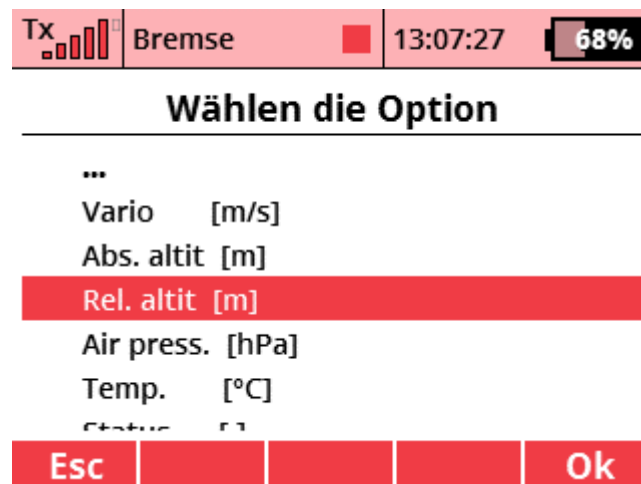 Tx Bremse 13:07:27 68%
Wählen die Option
...
Vario [m/s]
Abs. altit [m]
Rel. altit [m]
Air press. [hPa]
Temp. [°C]
Status [ ]
Esc Ok